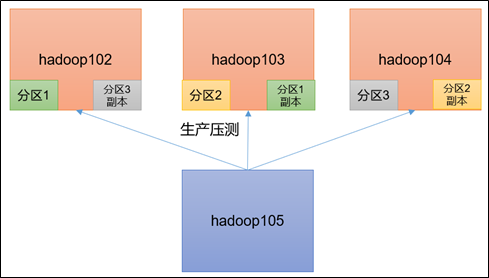 hadoop102
hadoop103
hadoop104
分区1
分区3
副本
分区2
分区1
副本
分区3
分区2
副本
生产压测
hadoop105